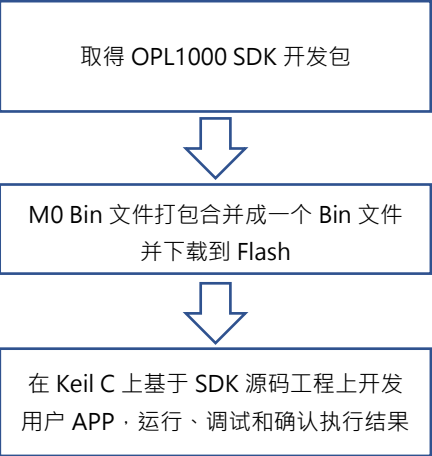 取得 OPL1000 SDK 开发包
M0 Bin 文件打包合并成一个 Bin 文件
并下载到 Flash
在 Keil C 上基于 SDK 源码工程上开发
用户 APP，运行、调试和确认执行结果